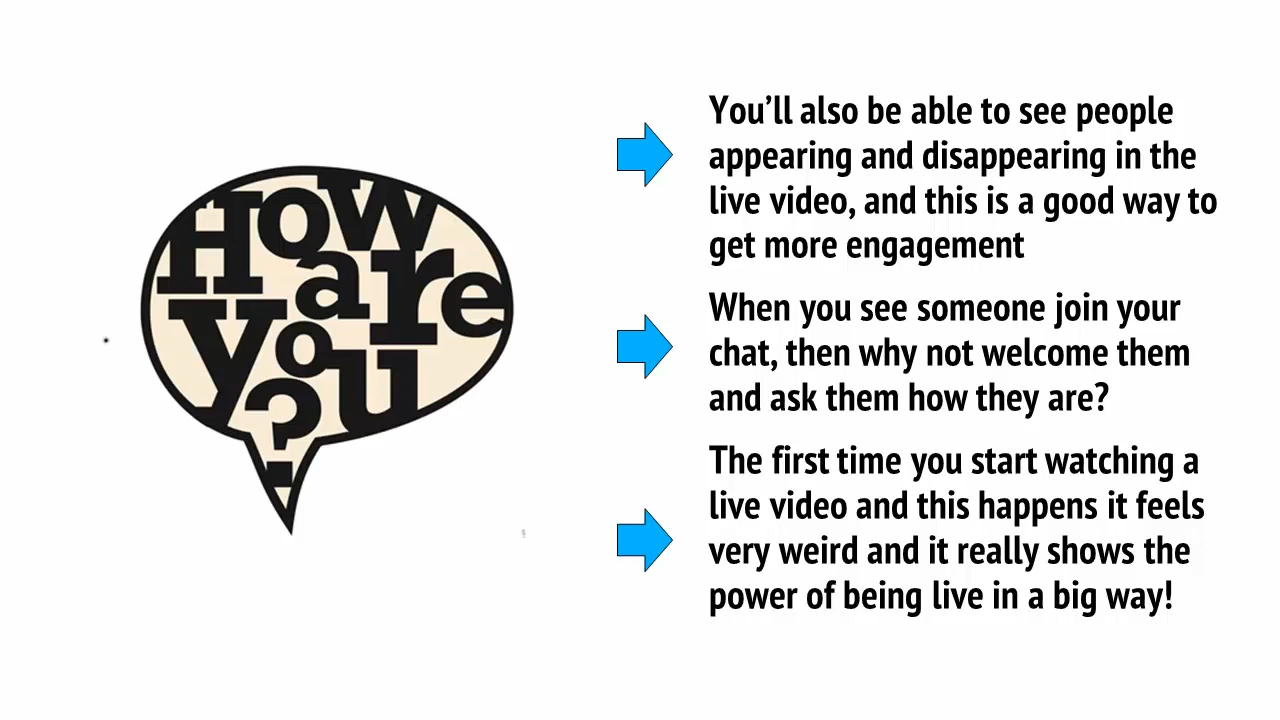 How
are
You
?
You’ll also be able to see people
appearing and disappearing in the
live video, and this is a good way to
get more engagement
When you see someone join your
chat, then why not welcome them
and ask them how they are?
The first time you start watching a
live video and this happens it feels
very weird and it really shows the
power of being live in a big way!